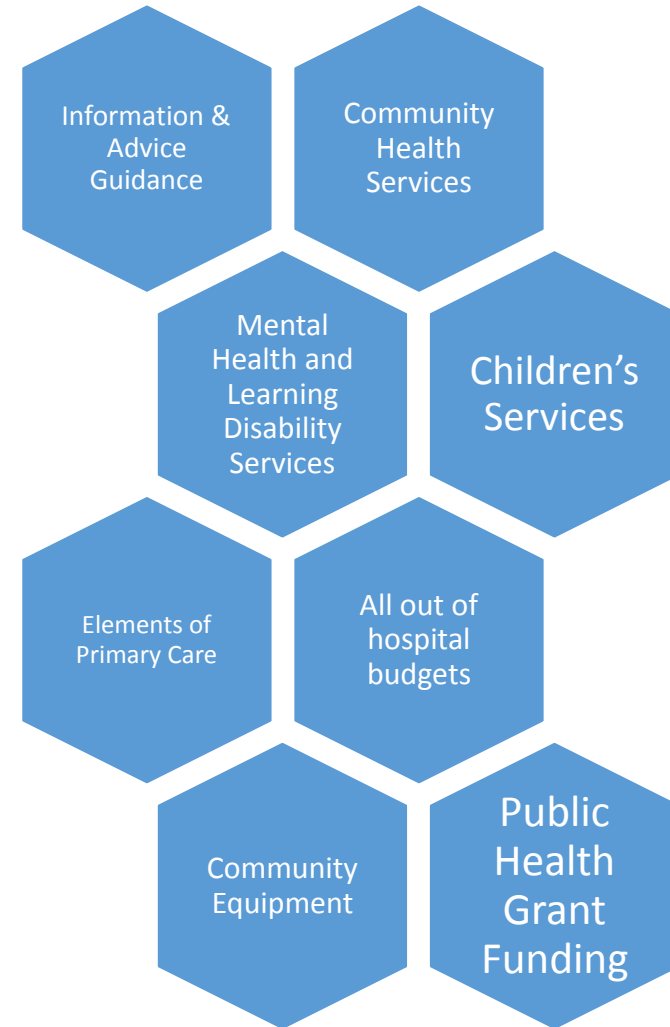 Information &
Advice
Guidance
Community
Health
Services
Mental
Health and
Learning
Disability
Services
Children’s
Services
Elements of
Primary Care
All out of
hospital
budgets
Community
Equipment
Public
Health
Grant
Funding